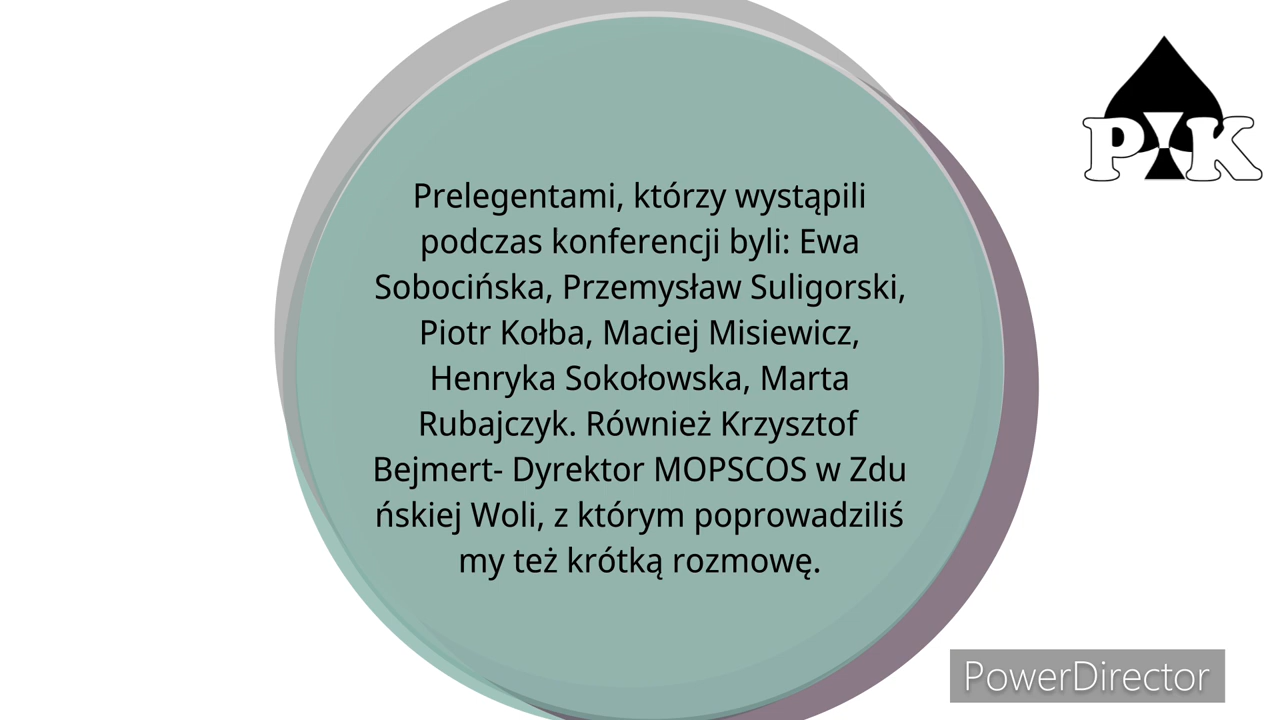 Prelegentami, którzy wystąpili
podczas konferencji byli: Ewa
Sobocińska, Przemysław Suligorski,
Piotr Kołba, Maciej Misiewicz,
Henryka Sokołowska, Marta
Rubajczyk. Również Krzysztof
Bejmert- Dyrektor MOPSCOS w Zdu
ńskiej Woli, z którym poprowadziliś
my też krótką rozmowę.
PIK
PowerDirector